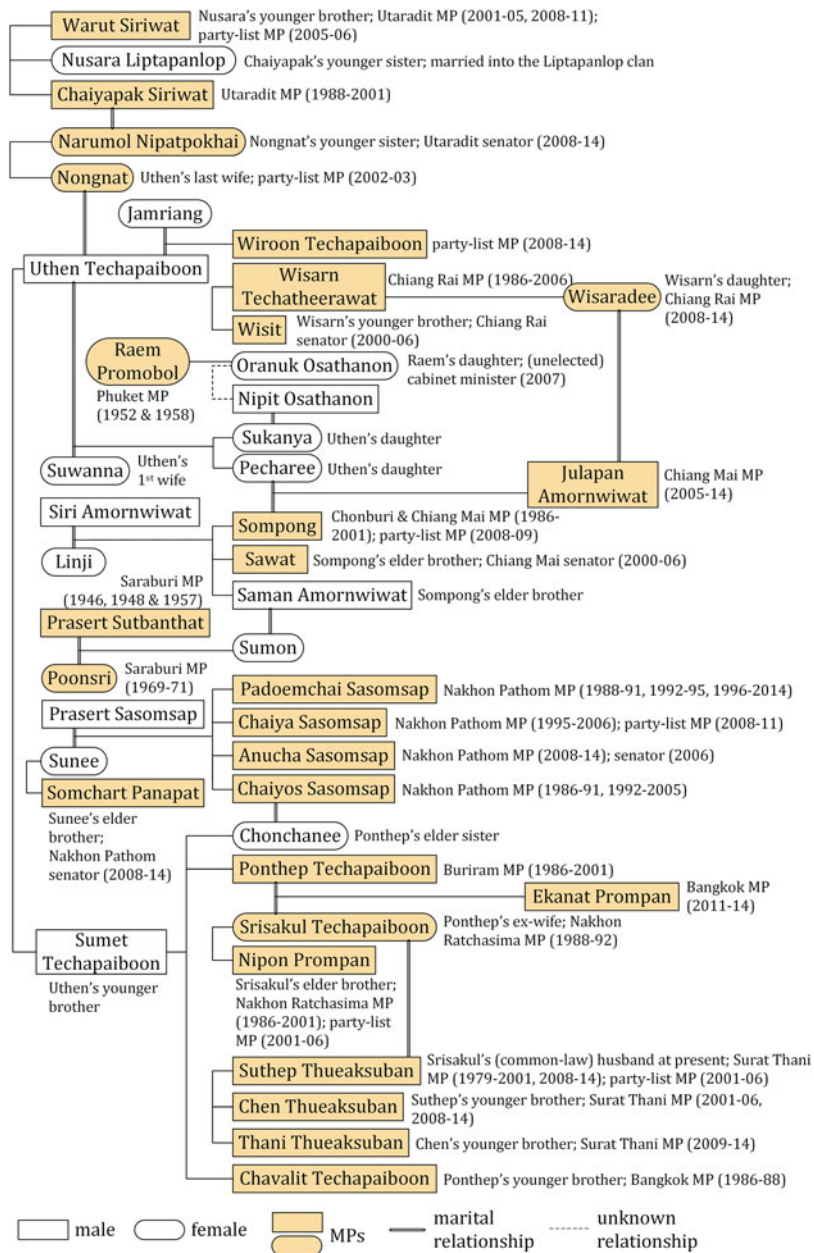 Warut Siriwat
Nusara's younger brother; Utaradit MP (2001-05, 2008-11);
party-list MP (2005-06)
Nusara Liptapanlop
Chaiyapak's younger sister; married into the Liptapanlop clan
Chaiyapak Siriwat
Utaradit MP (1988-2001)
Narumol Nipatpokhai
Nongnat's younger sister; Utaradit senator (2008-14)
Nongnat
Uthen's last wife; party-list MP (2002-03)
Jamriang
Wiroon Techapaiboon
party-list MP (2008-14)
Uthen Techapaiboon
Wisarn
Techatheerawat
Chiang Rai MP (1986-2006)
Wisaradee
Wisarn's daughter;
Chiang Rai MP
(2008-14)
Wisit
Wisarn's younger brother; Chiang Rai
senator (2000-06)
Raem
Promobol
Phuket MP
(1952 & 1958)
Oranuk Osathanon
Raem's daughter; (unelected)
cabinet minister (2007)
Nipit Osathanon
Sukanya
Uthen's daughter
Suwanna
Uthen's
1st wife
Pecharee
Uthen's daughter
Julapan
Amornwiwat
Chiang Mai MP
(2005-14)
Siri Amornwiwat
Linji
Sompong
Chonburi & Chiang Mai MP (1986-
2001); party-list MP (2008-09)
Sawat
Sompong's elder brother; Chiang Mai senator (2000-06)
Saman Amornwiwat
Sompong's elder brother
Saraburi MP
(1946, 1948 & 1957)
Prasert Sutbanthat
Sumon
Poonsri
Saraburi MP
(1969-71)
Prasert Sasomsap
Padoemchai Sasomsap
Nakhon Pathom MP (1988-91, 1992-95, 1996-2014)
Chaiya Sasomsap
Nakhon Pathom MP (1995-2006); party-list MP (2008-11)
Sunee
Anucha Sasomsap
Nakhon Pathom MP (2008-14); senator (2006)
Somchart Panapat
Sunee's elder
brother;
Nakhon Pathom
senator (2008-14)
Chaiyos Sasomsap
Nakhon Pathom MP (1986-91, 1992-2005)
Chonchanee
Ponthep's elder sister
Ponthep Techapaiboon
Buriram MP (1986-2001)
Ekanat Prompan
Bangkok MP
(2011-14)
Srisakul Techapaiboon
Ponthep's ex-wife; Nakhon
Ratchasima MP (1988-92)
Sumet
Techapaiboon
Uthen's younger
brother
Nipon Prompan
Srisakul's elder brother;
Nakhon Ratchasima MP
(1986-2001); party-list
MP (2001-06)
Suthep Thueaksuban
Srisakul's (common-law) husband at present; Surat Thani
MP (1979-2001, 2008-14); party-list MP (2001-06)
Chen Thueaksuban
Suthep's younger brother; Surat Thani MP (2001-06,
2008-14)
Thani Thueaksuban
Chen's younger brother; Surat Thani MP (2009-14)
Chavalit Techapaiboon
Ponthep's younger brother; Bangkok MP (1986-88)
male
female
MPs
marital
relationship
unknown
relationship